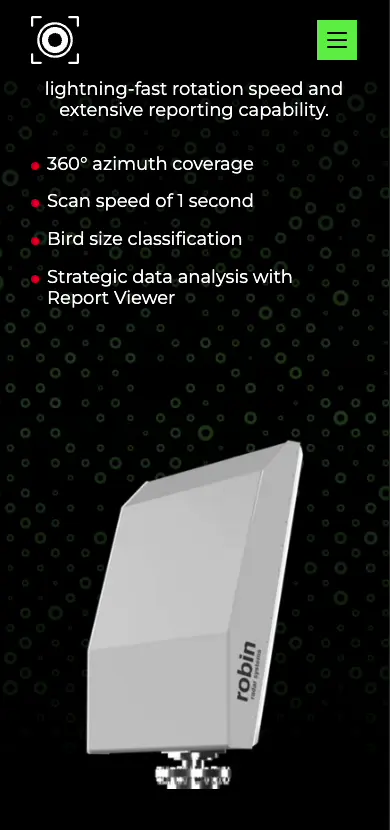 lightning-fast rotation speed and
extensive reporting capability.
360° azimuth coverage
Scan speed of 1 second
Bird size classification
Strategic data analysis with
Report Viewer
robin
radar systems